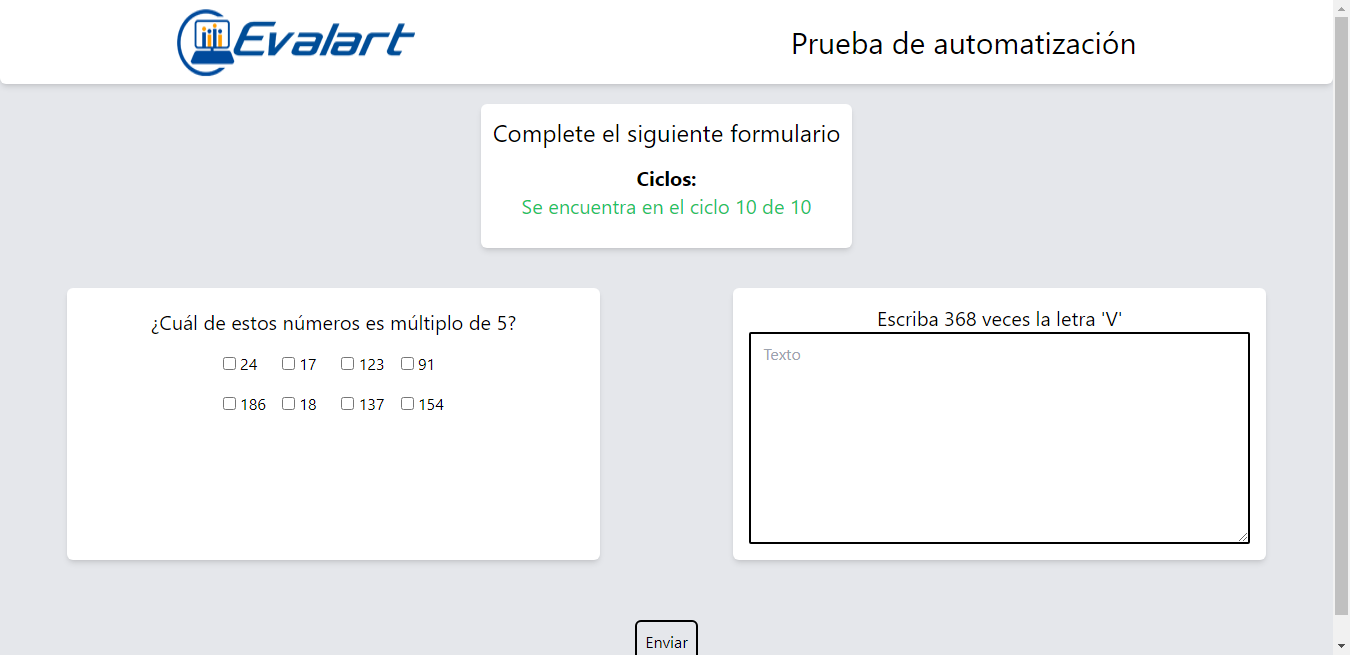 Evalart
Prueba de automatización
Complete el siguiente formulario
Ciclos:
Se encuentra en el ciclo 10 de 10
¿Cuál de estos números es múltiplo de 5?
24 17 123 91
186 18 137 154
Escriba 368 veces la letra 'V'
Texto
Enviar